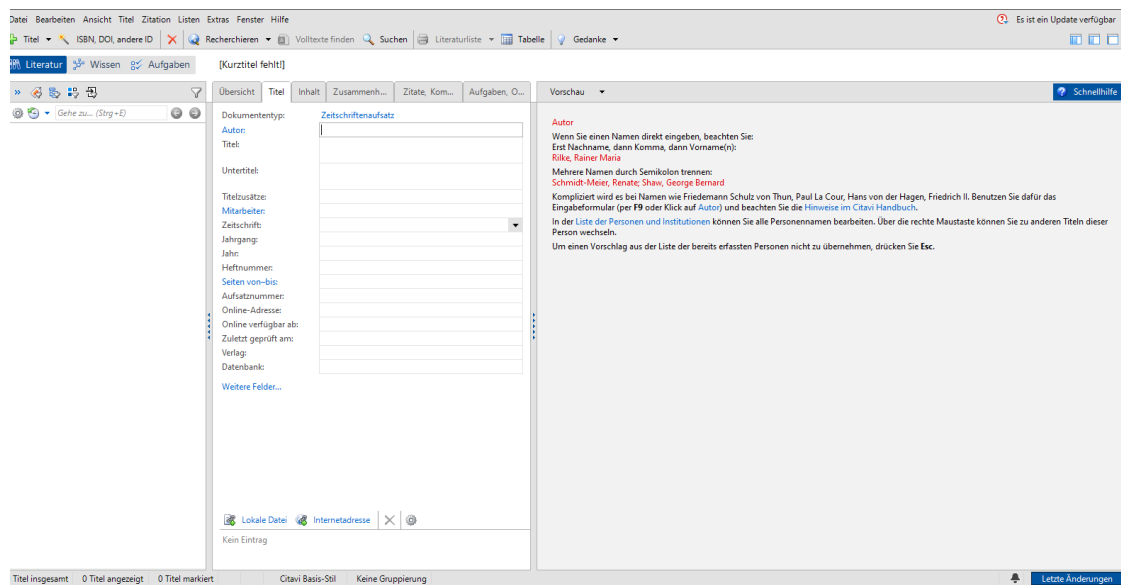 Datei Bearbeiten Ansicht Titel Zitation Listen Extras Fenster Hilfe Es ist ein Update verfügbar
Titel ISBN, DOI, andere ID Recherchieren Volltexte finden Suchen Literaturliste Tabelle Gedanke
Literatur Wissen Aufgaben [Kurztitel fehlt!]
Übersicht Titel Inhalt Zusammenh... Zitate, Kom... Aufgaben, O... Vorschau Schnellhilfe
Gehe zu... (Strg+E)
Dokumententyp: Zeitschriftenaufsatz
Autor:
Titel:
Untertitel:
Titelzusätze:
Mitarbeiter:
Zeitschrift:
Jahrgang:
Jahr:
Heftnummer:
Seiten von–bis:
Aufsatznummer:
Online-Adresse:
Online verfügbar ab:
Zuletzt geprüft am:
Verlag:
Datenbank:
Weitere Felder...
Lokale Datei Internetadresse
Kein Eintrag
Autor
Wenn Sie einen Namen direkt eingeben, beachten Sie:
Erst Nachname, dann Komma, dann Vorname(n):
Rilke, Rainer Maria
Mehrere Namen durch Semikolon trennen:
Schmidt-Meier, Renate; Shaw, George Bernard
Kompliziert wird es bei Namen wie Friedemann Schulz von Thun, Paul La Cour, Hans von der Hagen, Friedrich II. Benutzen Sie dafür das
Eingabeformular (per F9 oder Klick auf Autor) und beachten Sie die Hinweise im Citavi Handbuch.
In der Liste der Personen und Institutionen können Sie alle Personennamen bearbeiten. Über die rechte Maustaste können Sie zu anderen Titeln dieser
Person wechseln.
Um einen Vorschlag aus der Liste der bereits erfassten Personen nicht zu übernehmen, drücken Sie Esc.
Titel insgesamt 0 Titel angezeigt 0 Titel markiert Citavi Basis-Stil Keine Gruppierung Letzte Änderungen